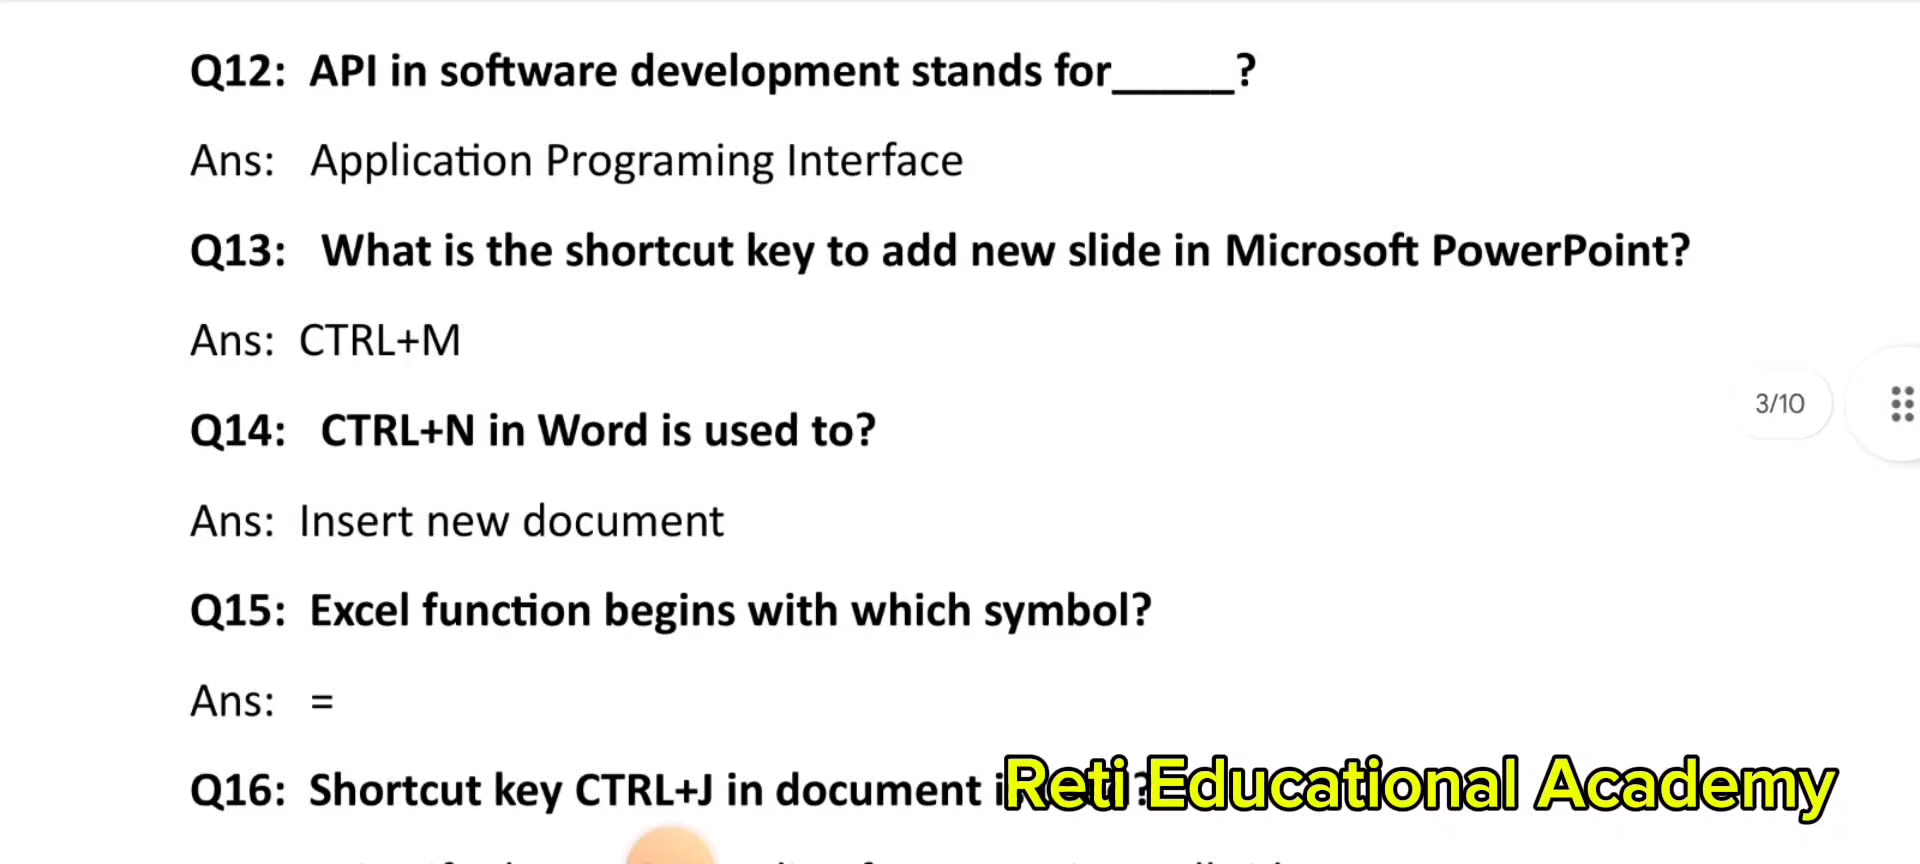 Q12: API in software development stands for_____?
Ans: Application Programing Interface
Q13: What is the shortcut key to add new slide in Microsoft PowerPoint?
Ans: CTRL+M
3/10
Q14: CTRL+N in Word is used to?
Ans: Insert new document
Q15: Excel function begins with which symbol?
Ans: =
Q16: Shortcut key CTRL+J in document
Reti Educational Academy